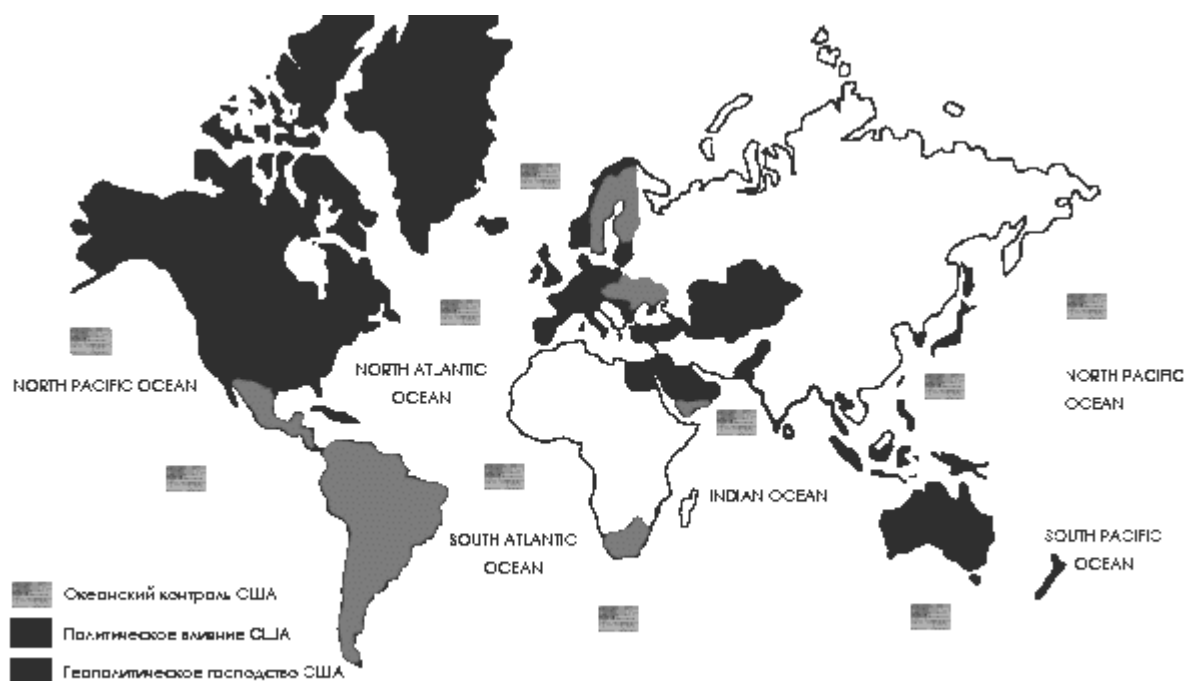 NORTH PACIFIC OCEAN
NORTH ATLANTIC
OCEAN
NORTH PACIFIC
OCEAN
INDIAN OCEAN
SOUTH ATLANTIC
OCEAN
SOUTH PACIFIC
OCEAN
Океанский контроль США
Политическое влияние США
Геополитическое господство США